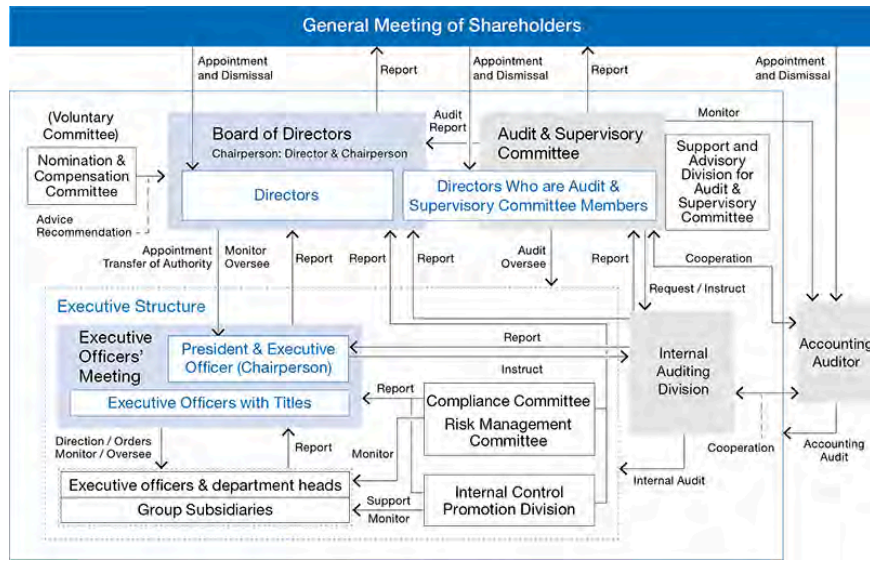 General Meeting of Shareholders
Appointment
and Dismissal
Report
Appointment
and Dismissal
Report
Appointment
and Dismissal
(Voluntary
Committee)
Nomination &
Compensation
Committee
Advice
Recommendation
Board of Directors
Chairperson: Director & Chairperson
Directors
Audit
Report
Audit & Supervisory
Committee
Directors Who are Audit &
Supervisory Committee Members
Monitor
Support and
Advisory
Division for
Audit &
Supervisory
Committee
Appointment
Transfer of Authority
Monitor
Oversee
Report
Report
Audit
Oversee
Report
Cooperation
Request / Instruct
Executive Structure
Executive
Officers'
Meeting
President & Executive
Officer (Chairperson)
Executive Officers with Titles
Report
Instruct
Internal
Auditing
Division
Accounting
Auditor
Report
Compliance Committee
Risk Management
Committee
Direction / Orders
Monitor / Oversee
Report
Monitor
Cooperation
Accounting
Audit
Executive officers & department heads
Group Subsidiaries
Support
Monitor
Internal Control
Promotion Division
Internal Audit